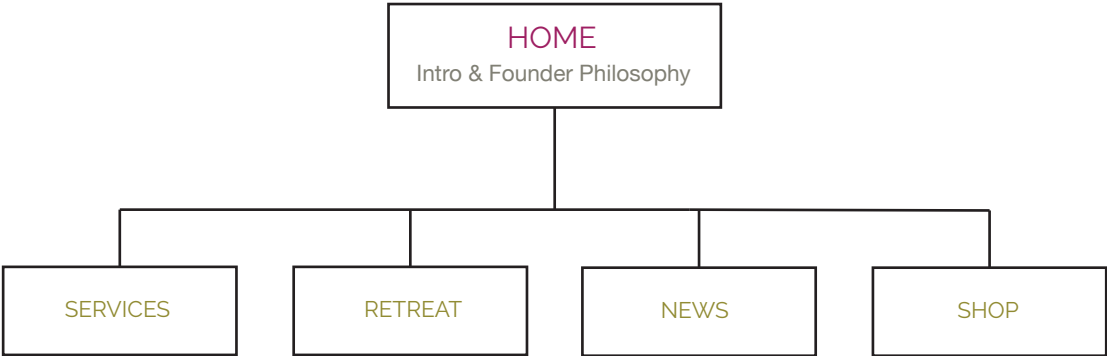 HOME
Intro & Founder Philosophy
SERVICES
RETREAT
NEWS
SHOP